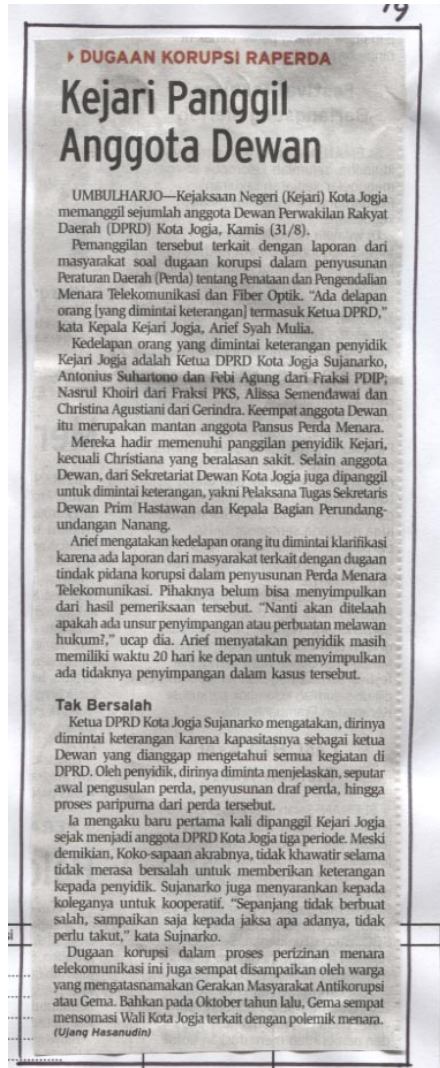 19
DUGAAN KORUPSI RAPERDA
Kejari Panggil
Anggota Dewan
UMBULHARJO—Kejaksaan Negeri (Kejari) Kota Jogja
memanggil sejumlah anggota Dewan Perwakilan Rakyat
Daerah (DPRD) Kota Jogja, Kamis (31/8).
Pemanggilan tersebut terkait dengan laporan dari
masyarakat soal dugaan korupsi dalam penyusunan
Peraturan Daerah (Perda) tentang Penataan dan Pengendalian
Menara Telekomunikasi dan Fiber Optik. “Ada delapan
orang [yang dimintai keterangan] termasuk Ketua DPRD,”
kata Kepala Kejari Jogja, Arief Syah Mulia.
Kedelapan orang yang dimintai keterangan penyidik
Kejari Jogja adalah Ketua DPRD Kota Jogja Sujanarko,
Antonius Suhartono dan Febi Agung dari Fraksi PDIP;
Nasrul Khoiri dari Fraksi PKS, Alissa Semendawai dan
Christina Agustiani dari Gerindra. Keempat anggota Dewan
itu merupakan mantan anggota Pansus Perda Menara.
Mereka hadir memenuhi panggilan penyidik Kejari,
kecuali Christiana yang beralasan sakit. Selain anggota
Dewan, dari Sekretariat Dewan Kota Jogja juga dipanggil
untuk dimintai keterangan, yakni Pelaksana Tugas Sekretaris
Dewan Prim Hastawan dan Kepala Bagian Perundang-
undangan Nanang.
Arief mengatakan kedelapan orang itu dimintai klarifikasi
karena ada laporan dari masyarakat terkait dengan dugaan
tindak pidana korupsi dalam penyusunan Perda Menara
Telekomunikasi. Pihaknya belum bisa menyimpulkan
dari hasil pemeriksaan tersebut. “Nanti akan ditelaah
apakah ada unsur penyimpangan atau perbuatan melawan
hukum?,” ucap dia. Arief menyatakan penyidik masih
memiliki waktu 20 hari ke depan untuk menyimpulkan
ada tidaknya penyimpangan dalam kasus tersebut.
Tak Bersalah
Ketua DPRD Kota Jogja Sujanarko mengatakan, dirinya
dimintai keterangan karena kapasitasnya sebagai ketua
Dewan yang dianggap mengetahui semua kegiatan di
DPRD. Oleh penyidik, dirinya diminta menjelaskan, seputar
awal pengusulan perda, penyusunan draf perda, hingga
proses paripurna dari perda tersebut.
Ia mengaku baru pertama kali dipanggil Kejari Jogja
sejak menjadi anggota DPRD Kota Jogja tiga periode. Meski
demikian, Koko-sapaan akrabnya, tidak khawatir selama
tidak merasa bersalah untuk memberikan keterangan
kepada penyidik. Sujanarko juga menyarankan kepada
koleganya untuk kooperatif. “Sepanjang tidak berbuat
salah, sampaikan saja kepada jaksa apa adanya, tidak
perlu takut,” kata Sujnarko.
Dugaan korupsi dalam proses perizinan menara
telekomunikasi ini juga sempat disampaikan oleh warga
yang mengatasnamakan Gerakan Masyarakat Antikorupsi
atau Gema. Bahkan pada Oktober tahun lalu, Gema sempat
mensomasi Wali Kota Jogja terkait dengan polemik menara.
(Ujang Hasanudin)